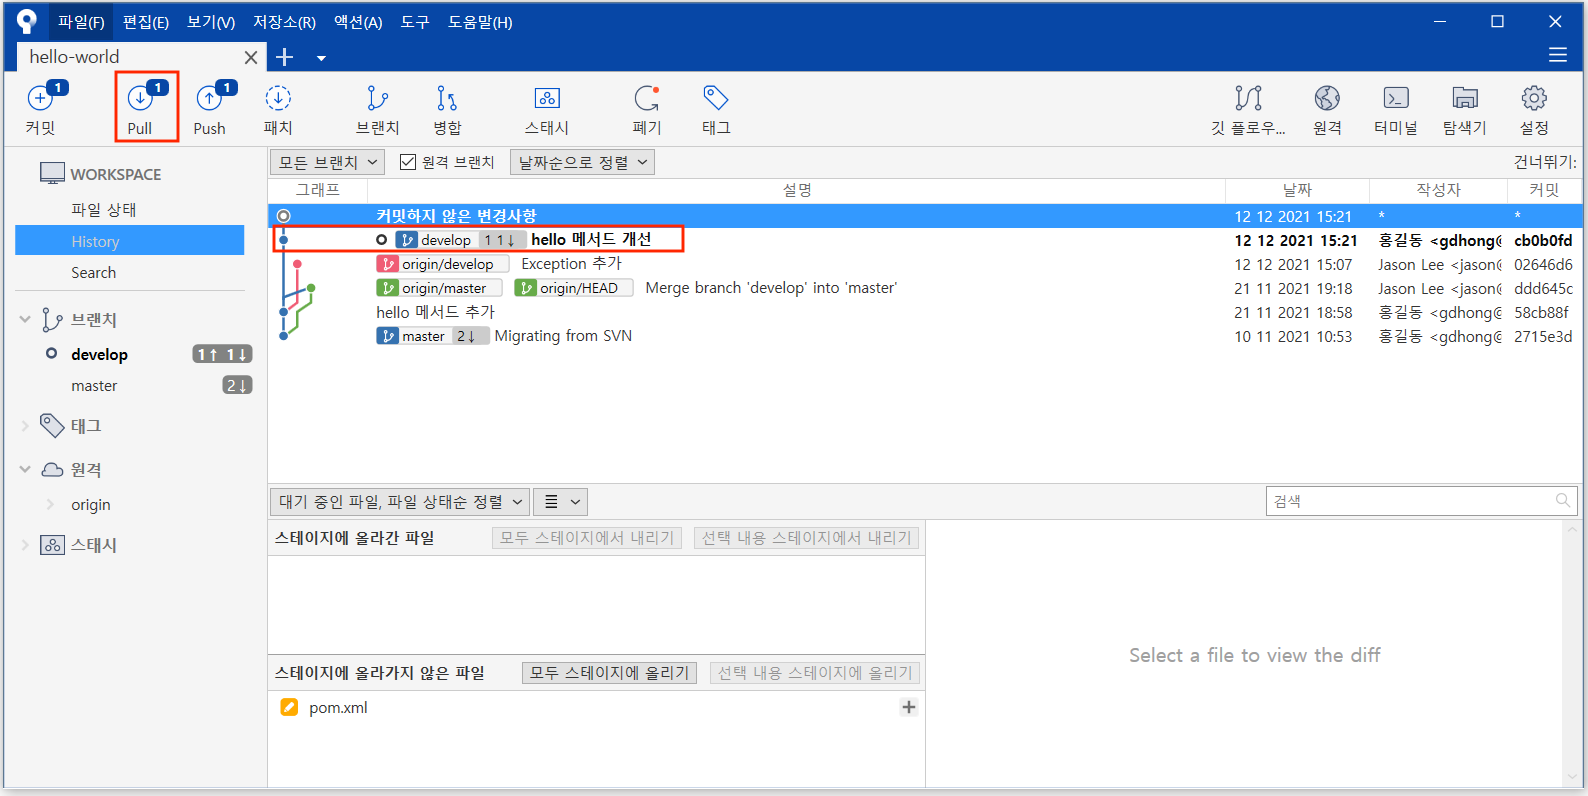 파일(F) 편집(E) 보기(V) 저장소(R) 액션(A) 도구 도움말(H)
hello-world
1 1 1
커밋 Pull Push 패치 브랜치 병합 스태시 폐기 태그 깃 플로우... 원격 터미널 탐색기 설정
모든 브랜치 원격 브랜치 날짜순으로 정렬 건너뛰기:
그래프 설명 날짜 작성자 커밋
커밋하지 않은 변경사항 12 12 2021 15:21 * *
develop 1 1↓ hello 메서드 개선 12 12 2021 15:21 홍길동 <gdhong@ cb0b0fd
origin/develop Exception 추가 12 12 2021 15:07 Jason Lee <jason@ 02646d6
origin/master origin/HEAD Merge branch 'develop' into 'master' 21 11 2021 19:18 Jason Lee <jason@ ddd645c
hello 메서드 추가 21 11 2021 18:58 홍길동 <gdhong@ 58cb88f
master 2↓ Migrating from SVN 10 11 2021 10:53 홍길동 <gdhong@ 2715e3d
WORKSPACE
파일 상태
History
Search
브랜치
develop 1↑ 1↓
master 2↓
태그
원격
origin
스태시
대기 중인 파일, 파일 상태순 정렬 검색
스테이지에 올라간 파일 모두 스테이지에서 내리기 선택 내용 스테이지에서 내리기
스테이지에 올라가지 않은 파일 모두 스테이지에 올리기 선택 내용 스테이지에 올리기
pom.xml
Select a file to view the diff